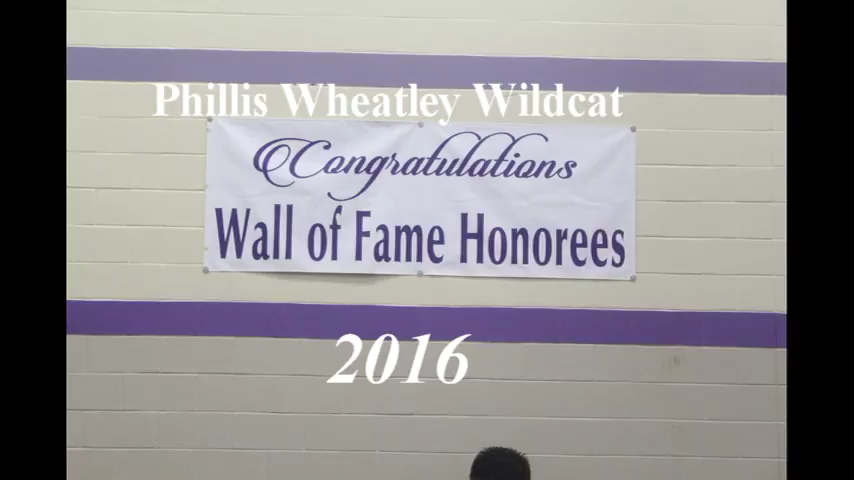 Phillis Wheatley Wildcat
Congratulations
Wall of Fame Honorees
2016